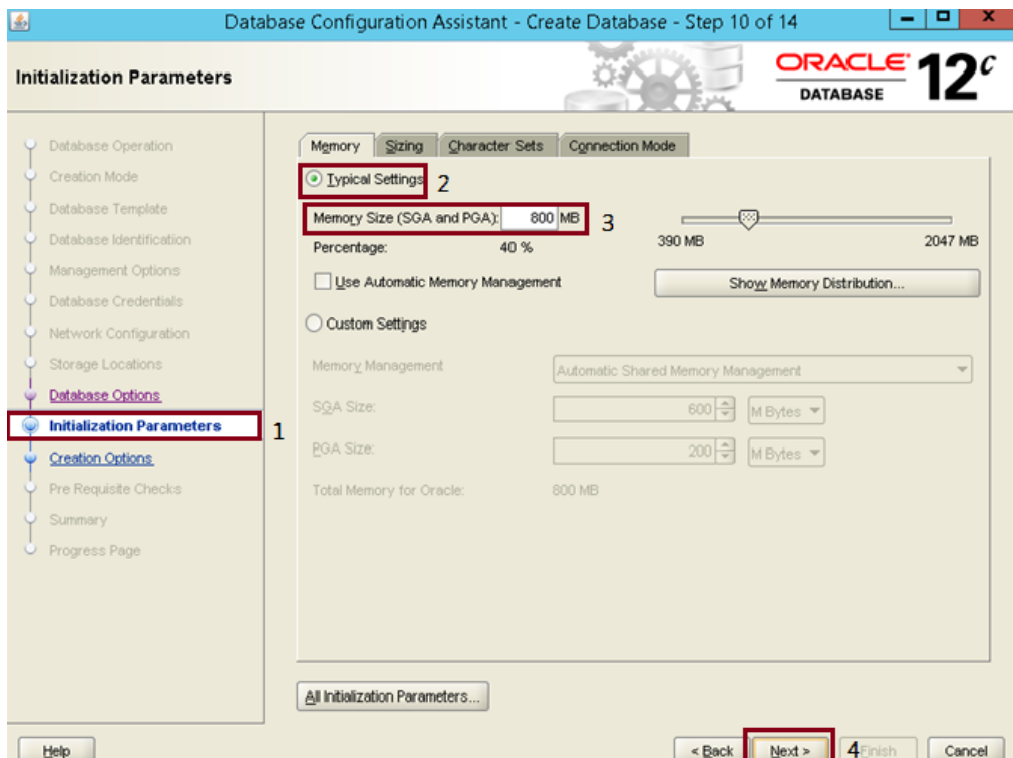 Database Configuration Assistant - Create Database - Step 10 of 14
Initialization Parameters
ORACLE
DATABASE
12c
Database Operation
Creation Mode
Database Template
Database Identification
Management Options
Database Credentials
Network Configuration
Storage Locations
Database Options
Initialization Parameters 1
Creation Options
Pre Requisite Checks
Summary
Progress Page
Memory Sizing Character Sets Connection Mode
Typical Settings 2
Memory Size (SGA and PGA): 800 MB 3
390 MB 2047 MB
Percentage: 40 %
Use Automatic Memory Management Show Memory Distribution...
Custom Settings
Memory Management Automatic Shared Memory Management
SGA Size: 600 M Bytes
PGA Size: 200 M Bytes
Total Memory for Oracle: 800 MB
All Initialization Parameters...
Help < Back Next > 4 Finish Cancel